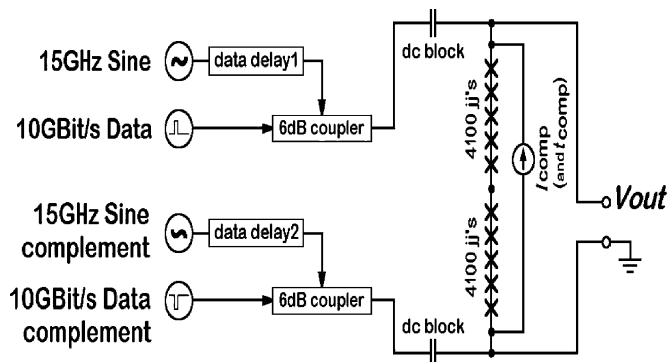 15GHz Sine
data delay1
dc block
10GBit/s Data
6dB coupler
4100 jj's
Icomp
(and tcomp)
Vout
15GHz Sine
complement
data delay2
4100 jj's
10GBit/s Data
complement
6dB coupler
dc block